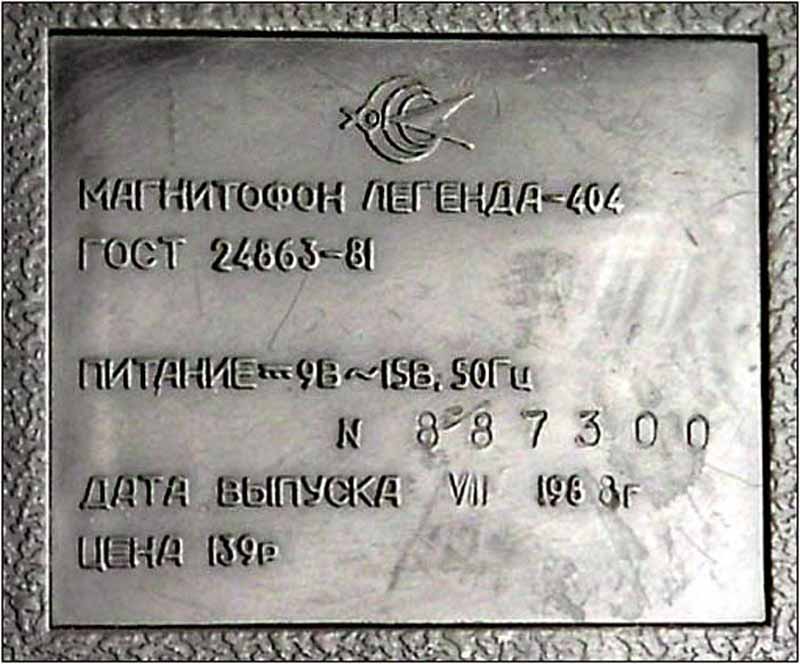 МАГНИТОФОН ЛЕГЕНДА-404
ГОСТ 24863-81
ПИТАНИЕ ⎓ 9В ~15В, 50Гц
N 887300
ДАТА ВЫПУСКА VII 1988г
ЦЕНА 139р